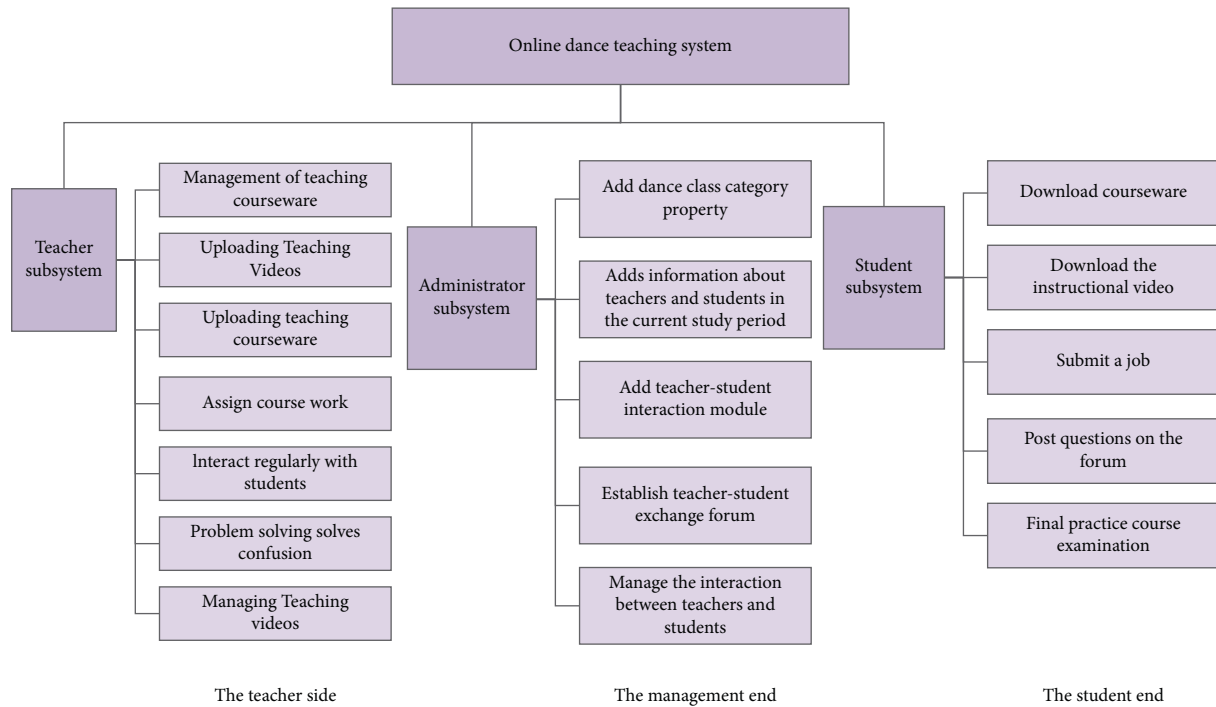 Online dance teaching system
Teacher
subsystem
Management of teaching
courseware
Uploading Teaching
Videos
Uploading teaching
courseware
Assign course work
Interact regularly with
students
Problem solving solves
confusion
Managing Teaching
videos
The teacher side
Administrator
subsystem
Add dance class category
property
Adds information about
teachers and students in
the current study period
Add teacher-student
interaction module
Establish teacher-student
exchange forum
Manage the interaction
between teachers and
students
The management end
Student
subsystem
Download courseware
Download the
instructional video
Submit a job
Post questions on the
forum
Final practice course
examination
The student end